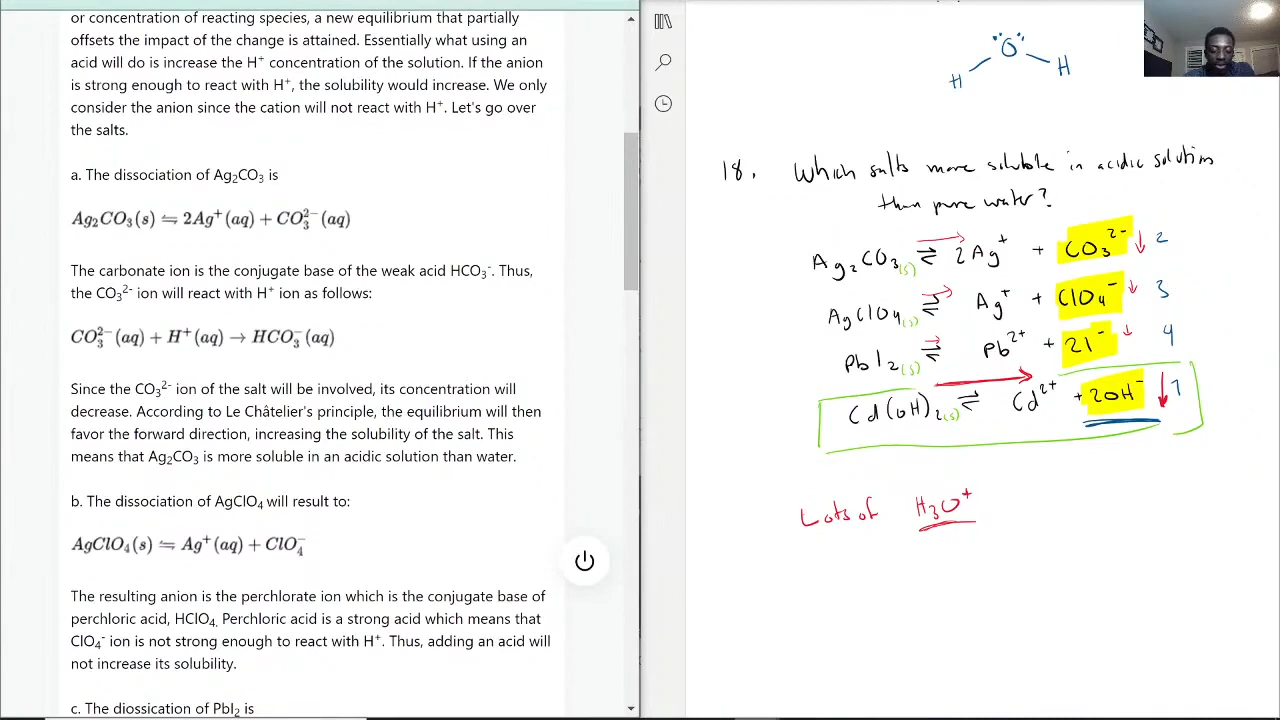 or concentration of reacting species, a new equilibrium that partially
offsets the impact of the change is attained. Essentially what using an
acid will do is increase the H⁺ concentration of the solution. If the anion
is strong enough to react with H⁺, the solubility would increase. We only
consider the anion since the cation will not react with H⁺. Let's go over
the salts.
a. The dissociation of Ag₂CO₃ is
Ag₂CO₃(s) ⇋ 2Ag⁺(aq) + CO₃²⁻(aq)
The carbonate ion is the conjugate base of the weak acid HCO₃⁻. Thus,
the CO₃²⁻ ion will react with H⁺ ion as follows:
CO₃²⁻(aq) + H⁺(aq) → HCO₃⁻(aq)
Since the CO₃²⁻ ion of the salt will be involved, its concentration will
decrease. According to Le Châtelier's principle, the equilibrium will then
favor the forward direction, increasing the solubility of the salt. This
means that Ag₂CO₃ is more soluble in an acidic solution than water.
b. The dissociation of AgClO₄ will result to:
AgClO₄(s) ⇋ Ag⁺(aq) + ClO₄⁻
The resulting anion is the perchlorate ion which is the conjugate base of
perchloric acid, HClO₄. Perchloric acid is a strong acid which means that
ClO₄⁻ ion is not strong enough to react with H⁺. Thus, adding an acid will
not increase its solubility.
c. The diossication of PbI₂ is
O
H H
18. Which salts more soluble in acidic solution
than pure water?
Ag₂CO₃(s) ⇌ 2Ag⁺ + CO₃²⁻ ↓ 2
AgClO₄(s) ⇌ Ag⁺ + ClO₄⁻ ↓ 3
PbI₂(s) ⇌ Pb²⁺ + 2I⁻ ↓ 4
Cd(OH)₂(s) ⇌ Cd²⁺ + 2OH⁻ ↓ 1
Lots of H₃O⁺